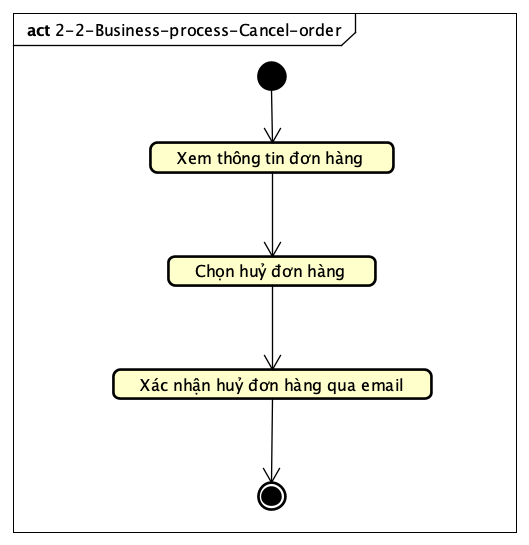 act 2-2-Business-process-Cancel-order
Xem thông tin đơn hàng
Chọn huỷ đơn hàng
Xác nhận huỷ đơn hàng qua email